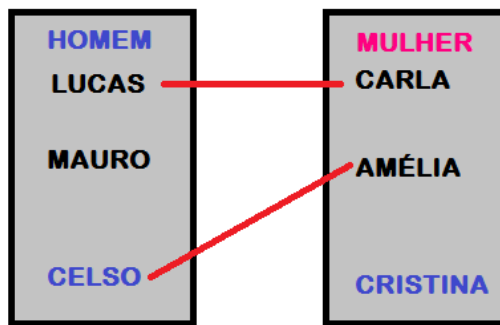 HOMEM
LUCAS
MAURO
CELSO
MULHER
CARLA
AMÉLIA
CRISTINA